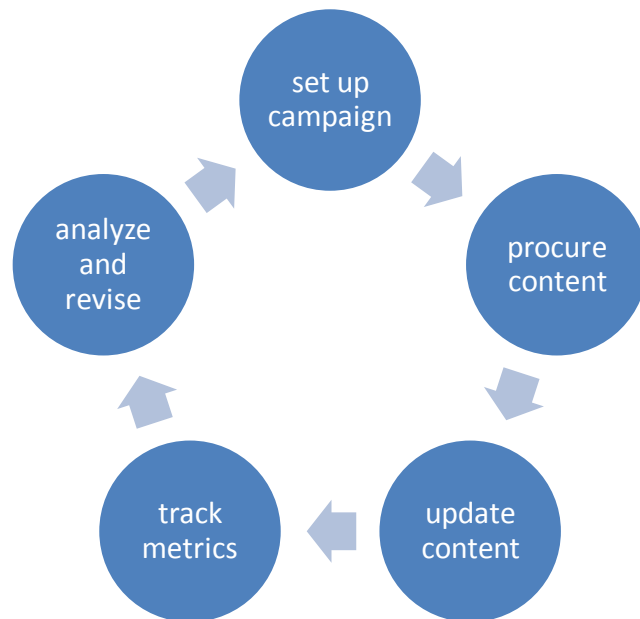 set up
campaign
procure
content
update
content
track
metrics
analyze
and
revise